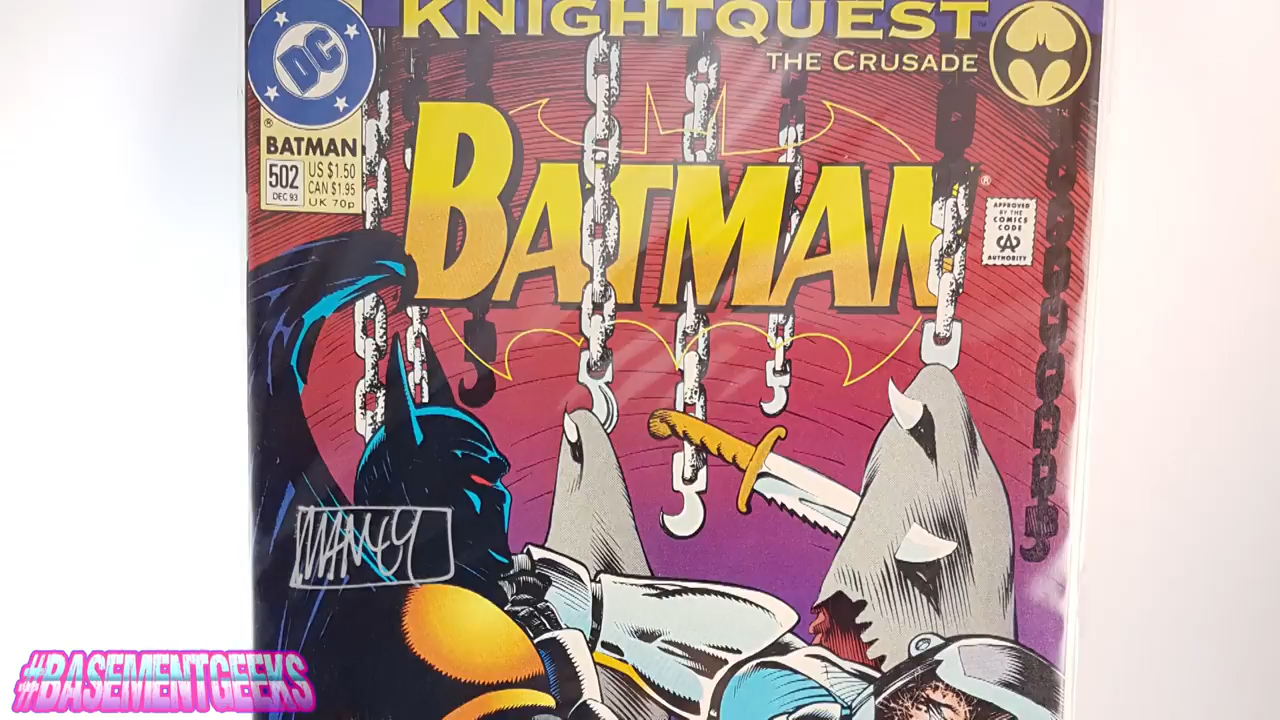 KNIGHTQUEST
THE CRUSADE
DC
®
BATMAN
502
DEC 93
US $1.50
CAN $1.95
UK 70p
BATMAN
®
APPROVED
BY THE
COMICS
CODE
CA
AUTHORITY
TM
#BASEMENTGEEKS